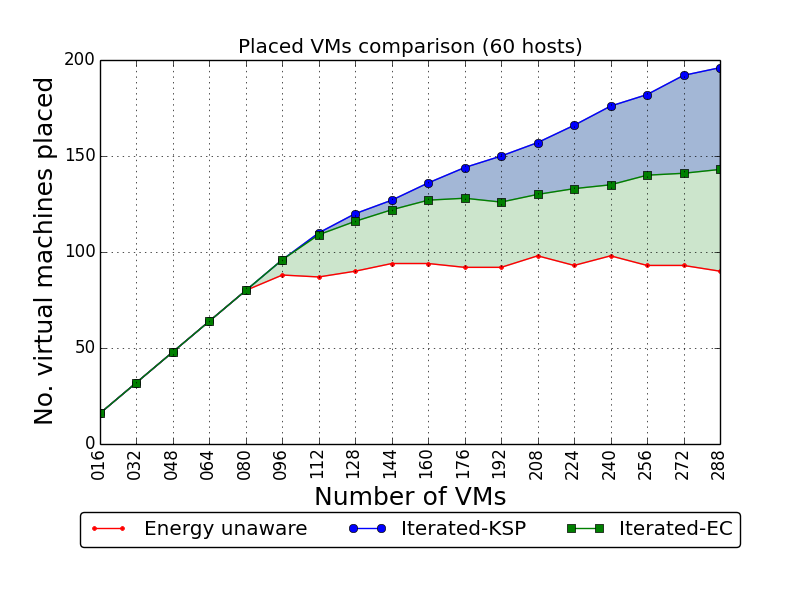 Placed VMs comparison (60 hosts)
No. virtual machines placed
200
150
100
50
0
016 032 048 064 080 096 112 128 144 160 176 192 208 224 240 256 272 288
Number of VMs
Energy unaware Iterated-KSP Iterated-EC